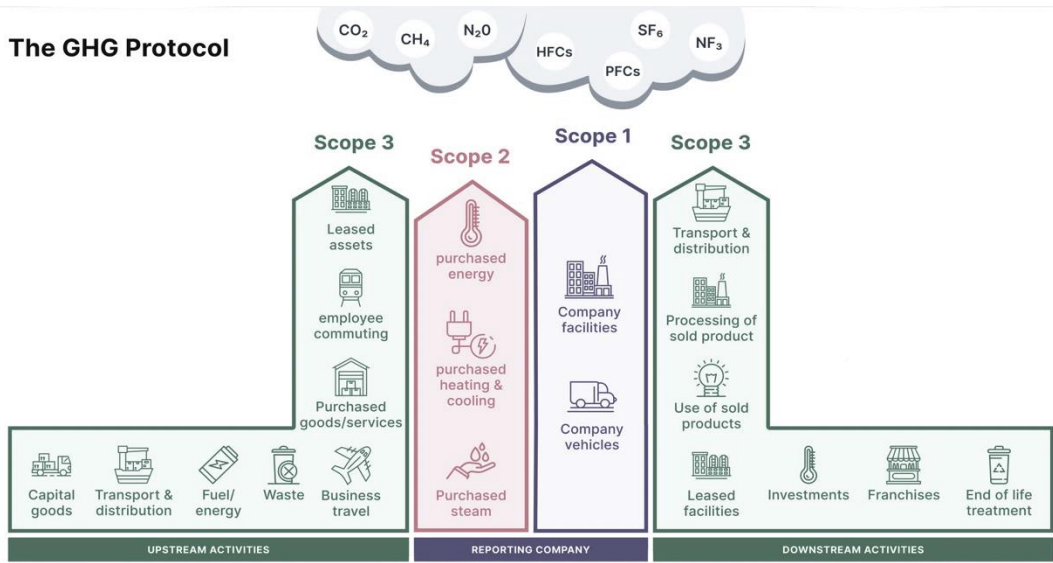 The GHG Protocol
CO₂
CH₄
N₂0
HFCs
PFCs
SF₆
NF₃
Scope 3
Leased
assets
employee
commuting
Purchased
goods/services
Capital
goods
Transport &
distribution
Fuel/
energy
Waste
Business
travel
UPSTREAM ACTIVITIES
Scope 2
purchased
energy
purchased
heating &
cooling
Purchased
steam
Scope 1
Company
facilities
Company
vehicles
REPORTING COMPANY
Scope 3
Transport &
distribution
Processing of
sold product
Use of sold
products
Leased
facilities
Investments
Franchises
End of life
treatment
DOWNSTREAM ACTIVITIES